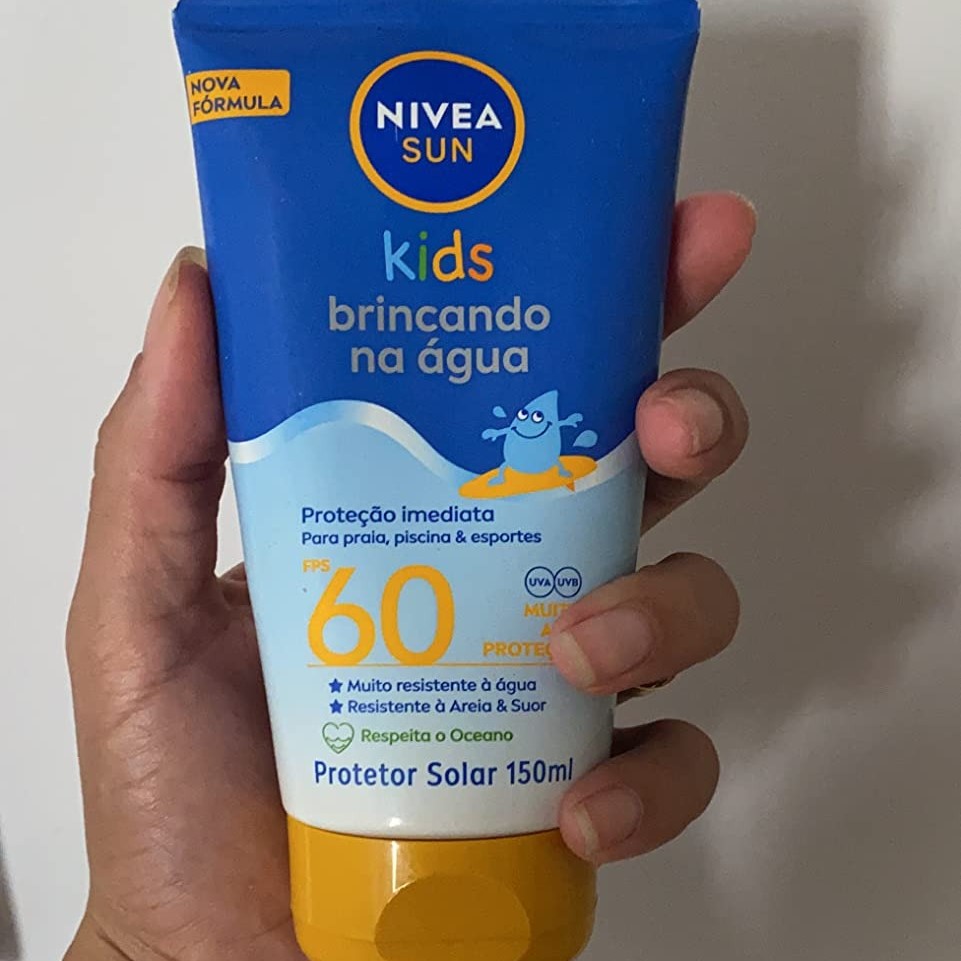 NOVA
FÓRMULA
NIVEA
SUN
kids
brincando
na água
Proteção imediata
Para praia, piscina & esportes
FPS
60
UVA UVB
Muito resistente à água
Resistente à Areia & Suor
Respeita o Oceano
Protetor Solar 150ml